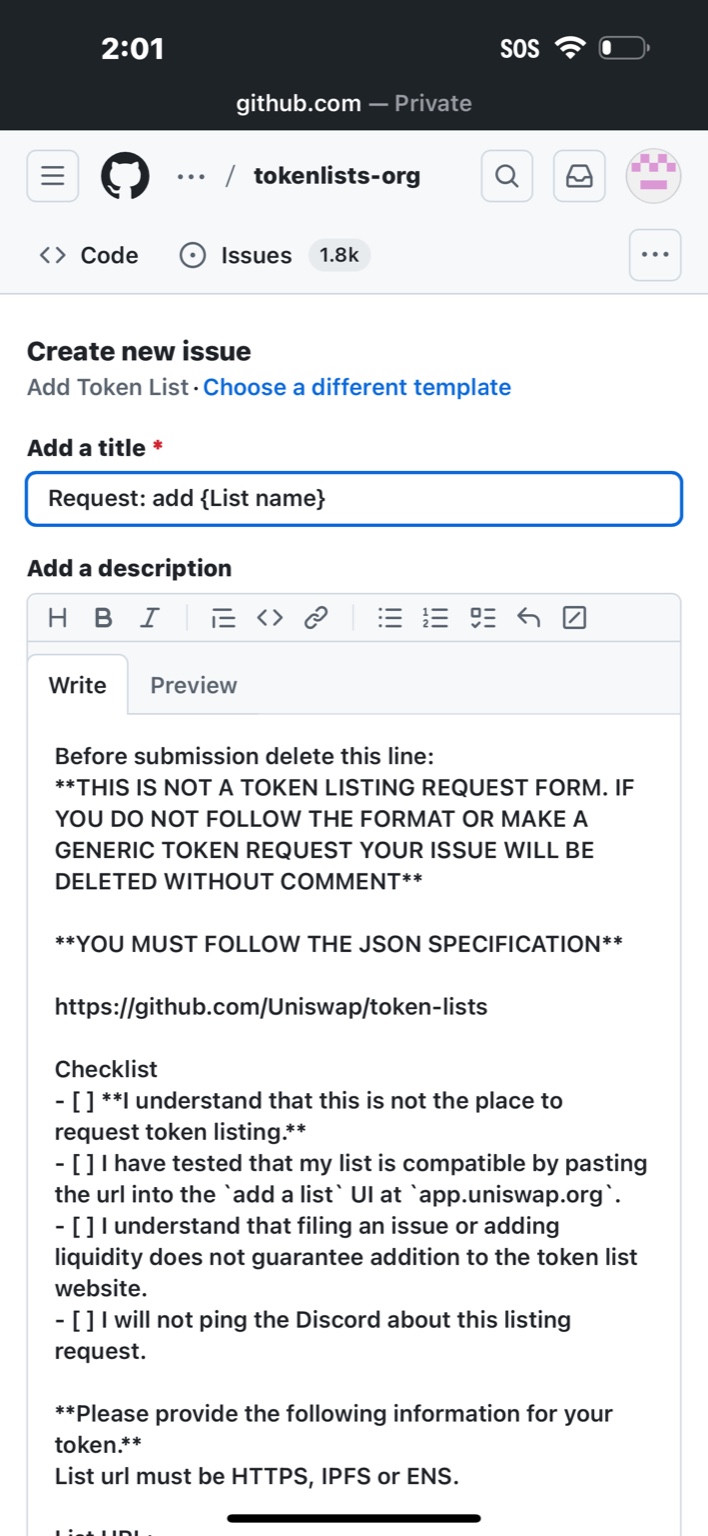 2:01
SOS
github.com — Private
... / tokenlists-org
Code
Issues 1.8k
Create new issue
Add Token List · Choose a different template
Add a title *
Request: add {List name}
Add a description
H B I
Write
Preview
Before submission delete this line:
**THIS IS NOT A TOKEN LISTING REQUEST FORM. IF
YOU DO NOT FOLLOW THE FORMAT OR MAKE A
GENERIC TOKEN REQUEST YOUR ISSUE WILL BE
DELETED WITHOUT COMMENT**
**YOU MUST FOLLOW THE JSON SPECIFICATION**
https://github.com/Uniswap/token-lists
Checklist
- [ ] **I understand that this is not the place to
request token listing.**
- [ ] I have tested that my list is compatible by pasting
the url into the `add a list` UI at `app.uniswap.org`.
- [ ] I understand that filing an issue or adding
liquidity does not guarantee addition to the token list
website.
- [ ] I will not ping the Discord about this listing
request.
**Please provide the following information for your
token.**
List url must be HTTPS, IPFS or ENS.